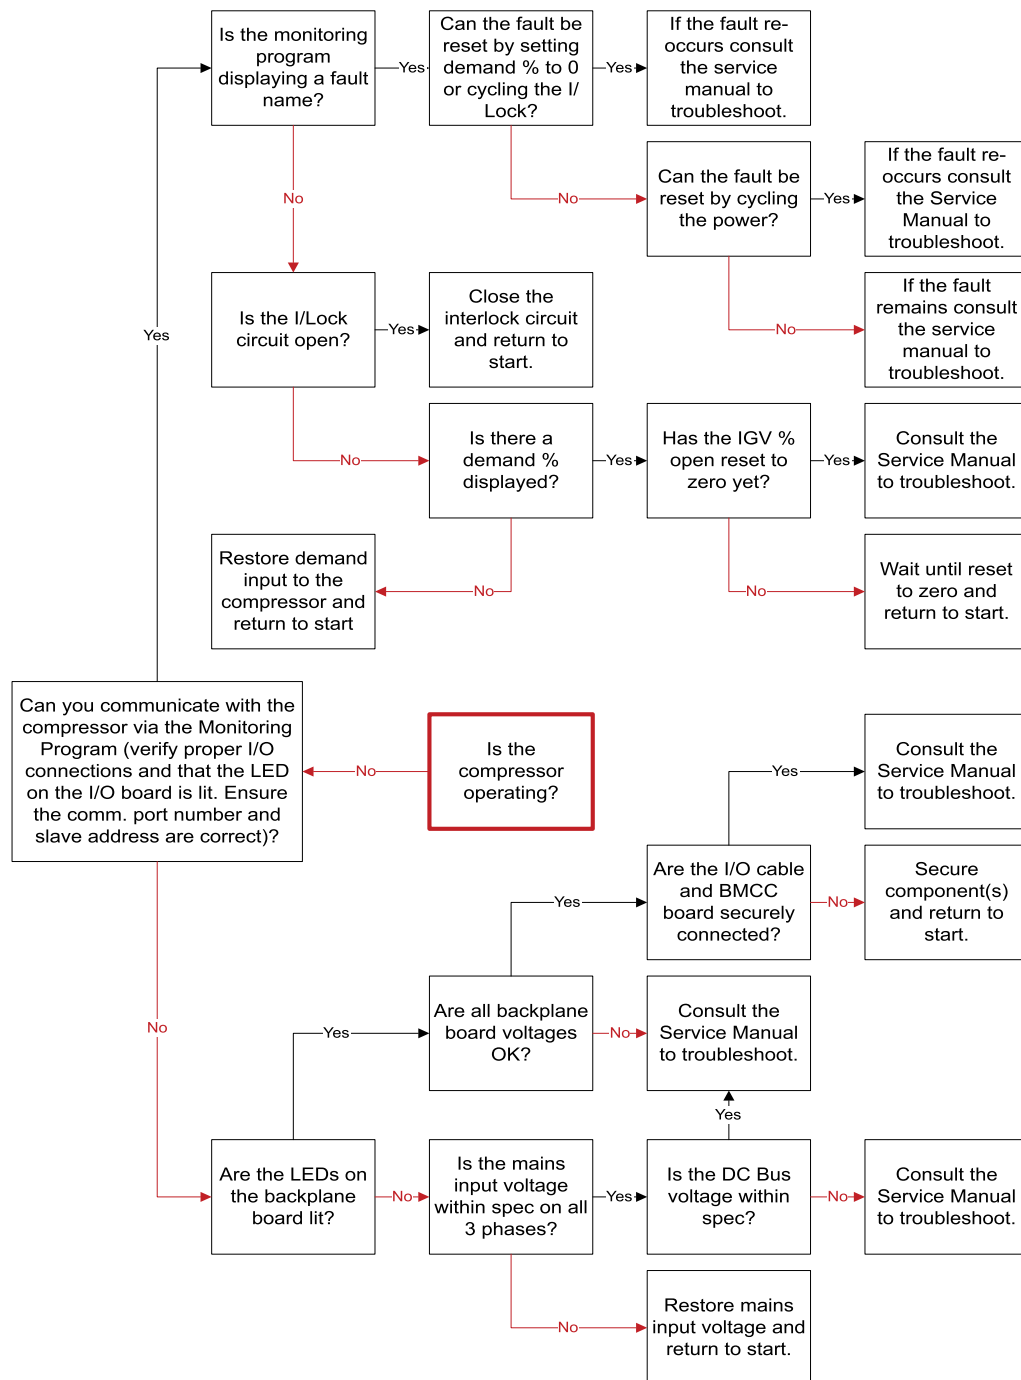 Is the monitoring
program
displaying a fault
name?
Yes
Can the fault be
reset by setting
demand % to 0
or cycling the I/
Lock?
Yes
If the fault re-
occurs consult
the service
manual to
troubleshoot.
No
No
Can the fault be
reset by cycling
the power?
Yes
If the fault re-
occurs consult
the Service
Manual to
troubleshoot.
Yes
Is the I/Lock
circuit open?
Yes
Close the
interlock circuit
and return to
start.
No
If the fault
remains consult
the service
manual to
troubleshoot.
No
Is there a
demand %
displayed?
Yes
Has the IGV %
open reset to
zero yet?
Yes
Consult the
Service Manual
to troubleshoot.
Restore demand
input to the
compressor and
return to start
No
No
Wait until reset
to zero and
return to start.
Can you communicate with the
compressor via the Monitoring
Program (verify proper I/O
connections and that the LED
on the I/O board is lit. Ensure
the comm. port number and
slave address are correct)?
No
Is the
compressor
operating?
Yes
Consult the
Service Manual
to troubleshoot.
Yes
Are the I/O cable
and BMCC
board securely
connected?
No
Secure
component(s)
and return to
start.
No
Yes
Are all backplane
board voltages
OK?
No
Consult the
Service Manual
to troubleshoot.
Yes
Are the LEDs on
the backplane
board lit?
No
Is the mains
input voltage
within spec on all
3 phases?
Yes
Is the DC Bus
voltage within
spec?
No
Consult the
Service Manual
to troubleshoot.
No
Restore mains
input voltage and
return to start.